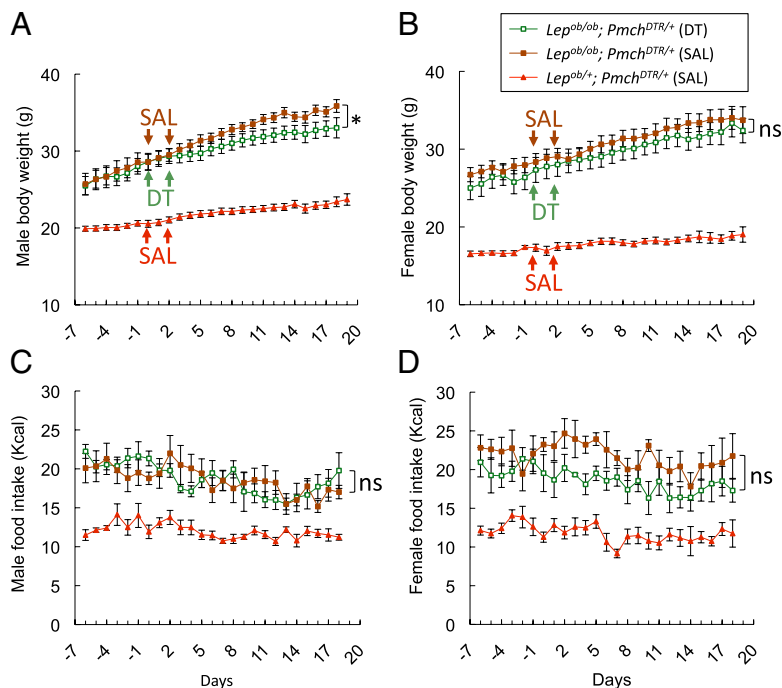 A
B
Lep^ob/ob; Pmch^DTR/+ (DT)
Lep^ob/ob; Pmch^DTR/+ (SAL)
Lep^ob/+; Pmch^DTR/+ (SAL)
Male body weight (g)
40
30
20
10
SAL
DT
SAL
*
-7 -4 -1 2 5 8 11 14 17 20
Female body weight (g)
40
30
20
10
SAL
DT
SAL
ns
-7 -4 -1 2 5 8 11 14 17 20
C
Male food intake (Kcal)
30
25
20
15
10
5
0
ns
-7 -4 -1 2 5 8 11 14 17 20
Days
D
Female food intake (Kcal)
30
25
20
15
10
5
0
ns
-7 -4 -1 2 5 8 11 14 17 20
Days